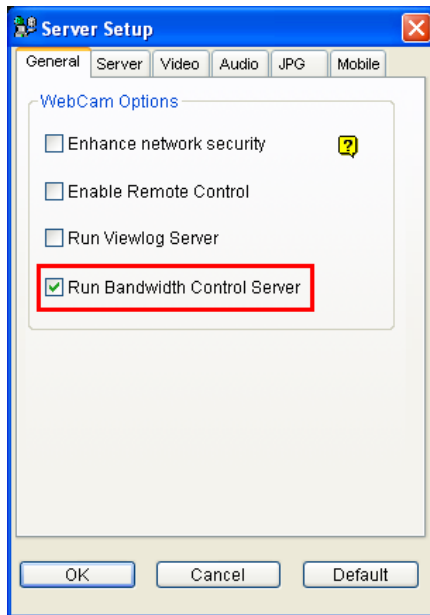 Server Setup
General Server Video Audio JPG Mobile
WebCam Options
Enhance network security ?
Enable Remote Control
Run Viewlog Server
Run Bandwidth Control Server
OK Cancel Default